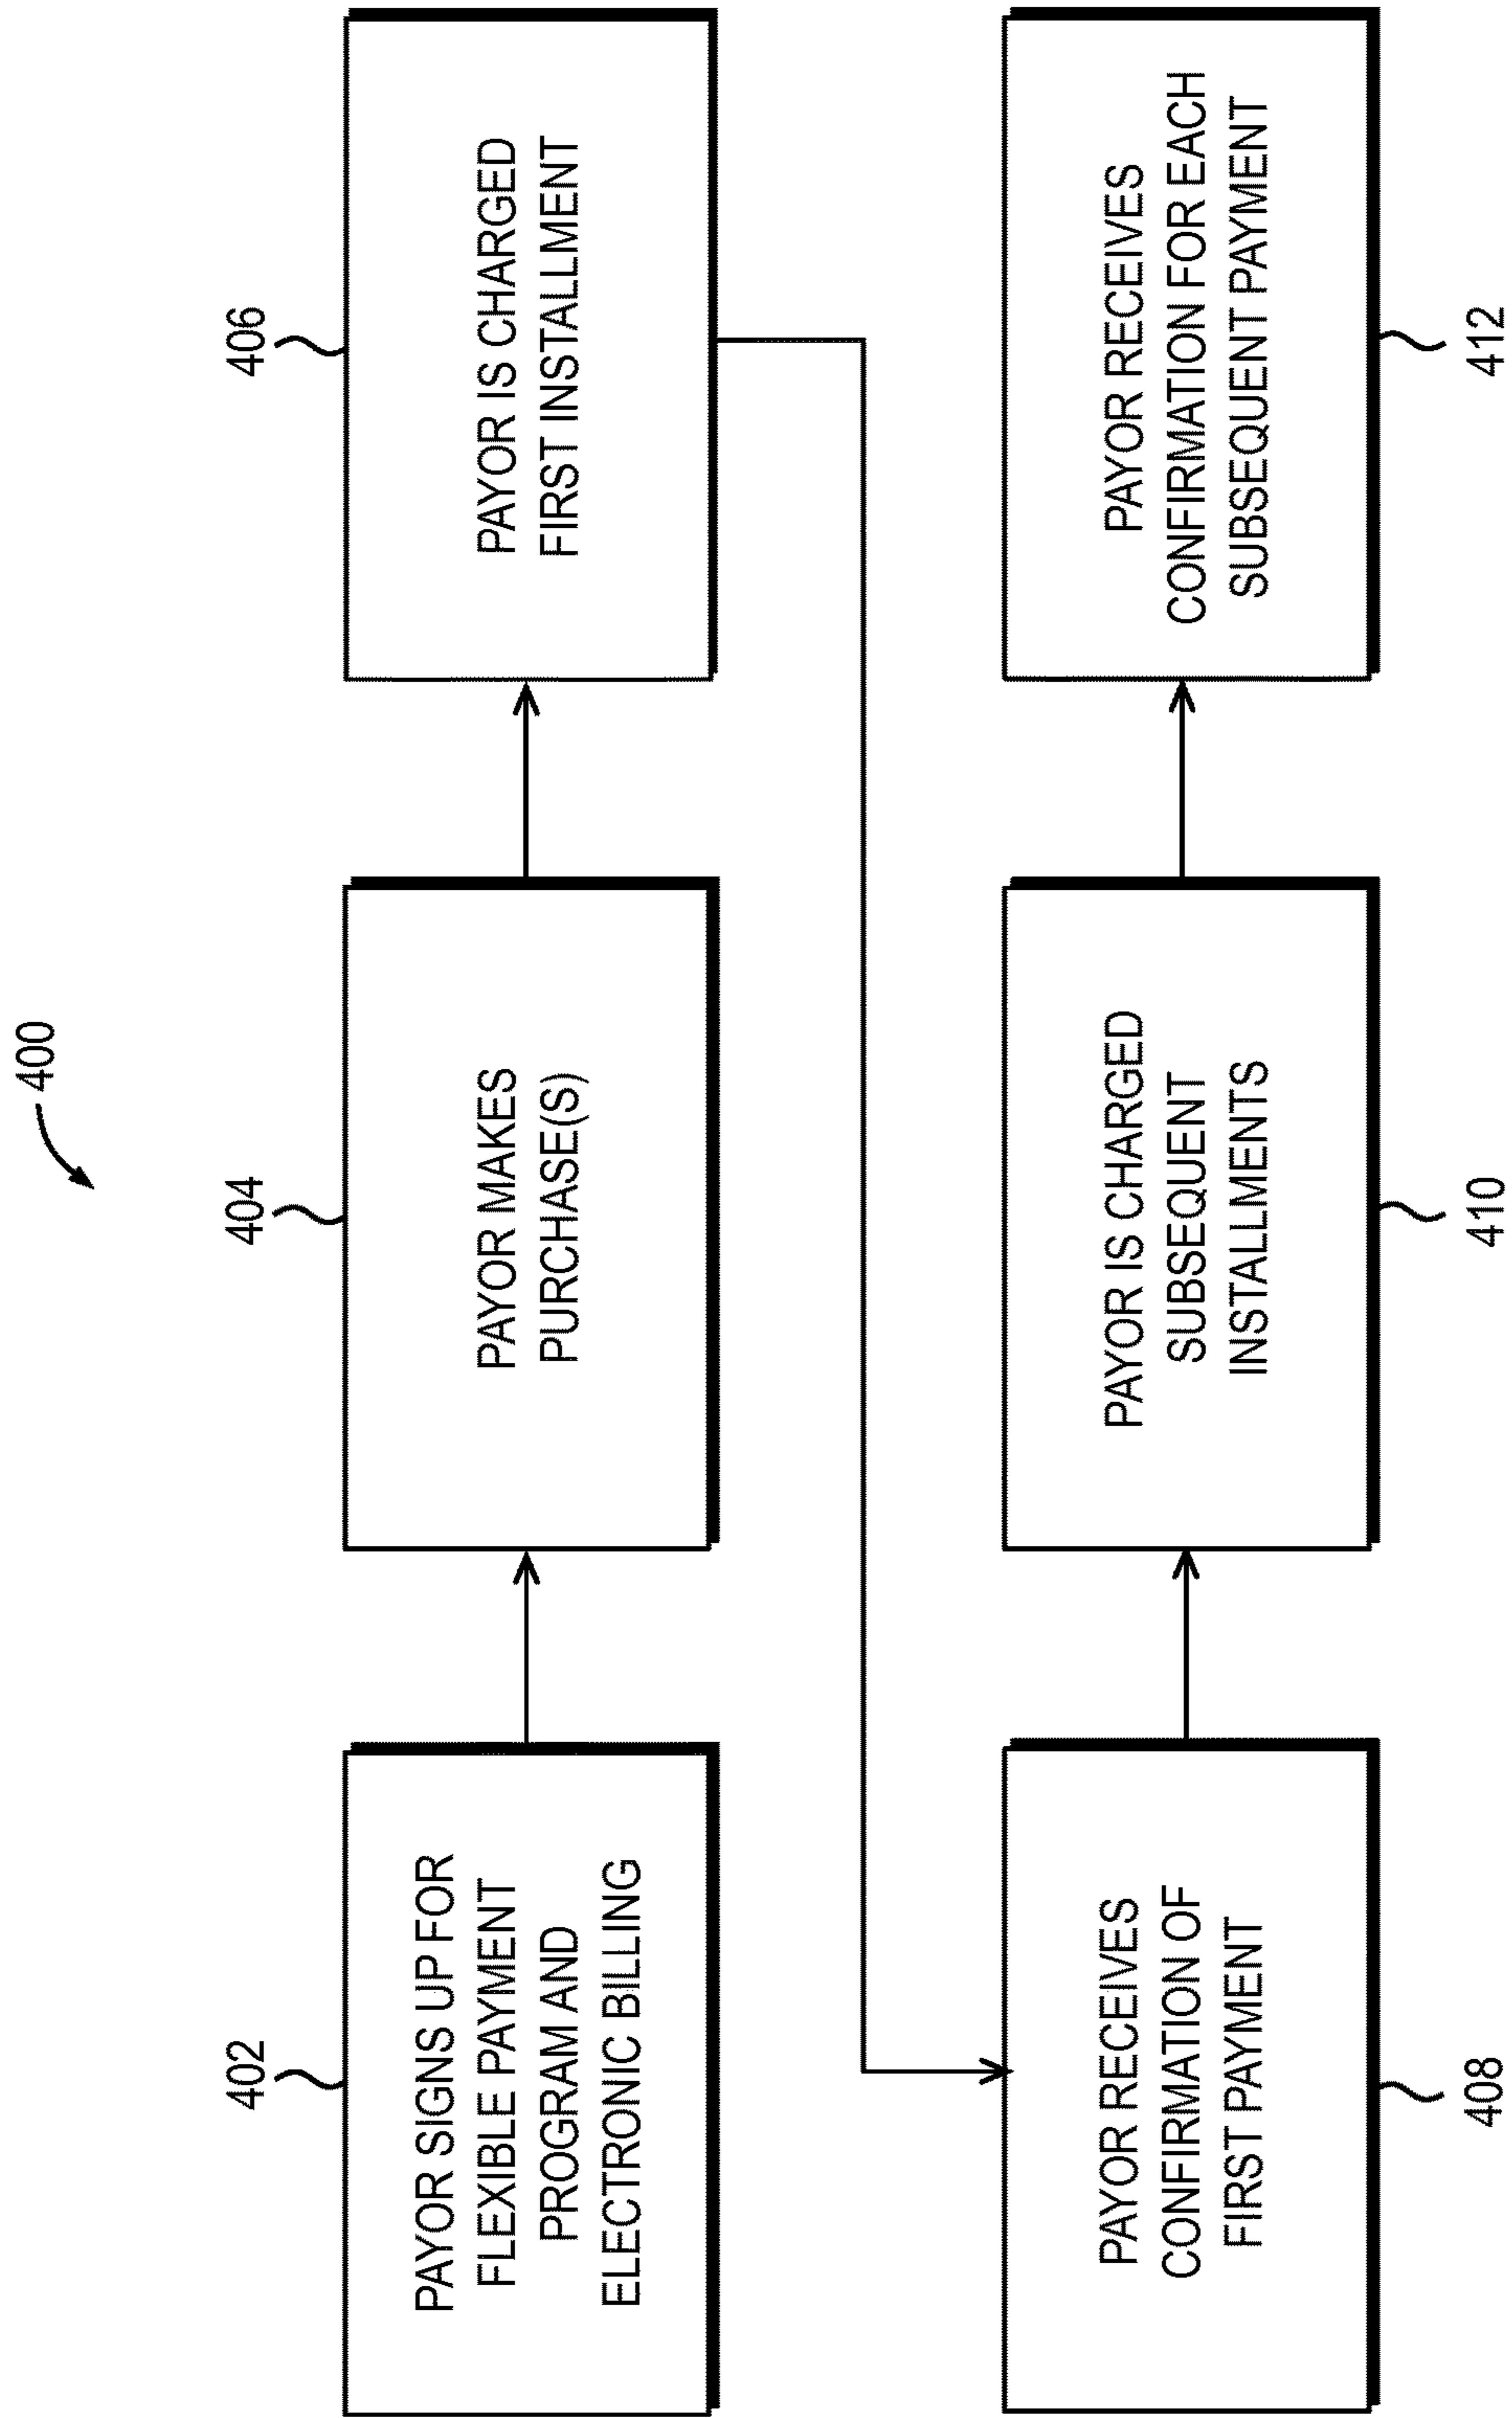 400
402
PAYOR SIGNS UP FOR
FLEXIBLE PAYMENT
PROGRAM AND
ELECTRONIC BILLING
404
PAYOR MAKES
PURCHASE(S)
406
PAYOR IS CHARGED
FIRST INSTALLMENT
PAYOR RECEIVES
CONFIRMATION OF
FIRST PAYMENT
408
PAYOR IS CHARGED
SUBSEQUENT
INSTALLMENTS
410
PAYOR RECEIVES
CONFIRMATION FOR EACH
SUBSEQUENT PAYMENT
412